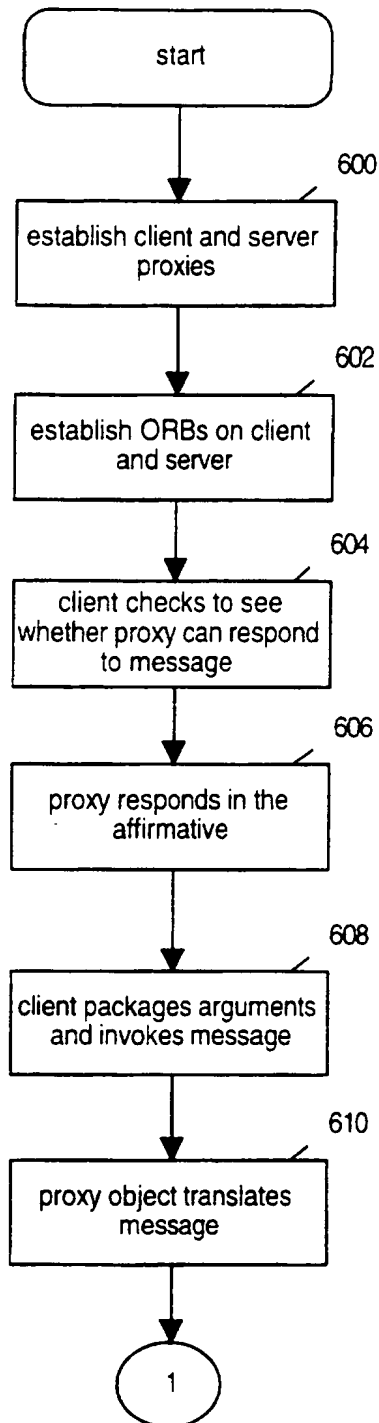 start
600
establish client and server
proxies
602
establish ORBs on client
and server
604
client checks to see
whether proxy can respond
to message
606
proxy responds in the
affirmative
608
client packages arguments
and invokes message
610
proxy object translates
message
1